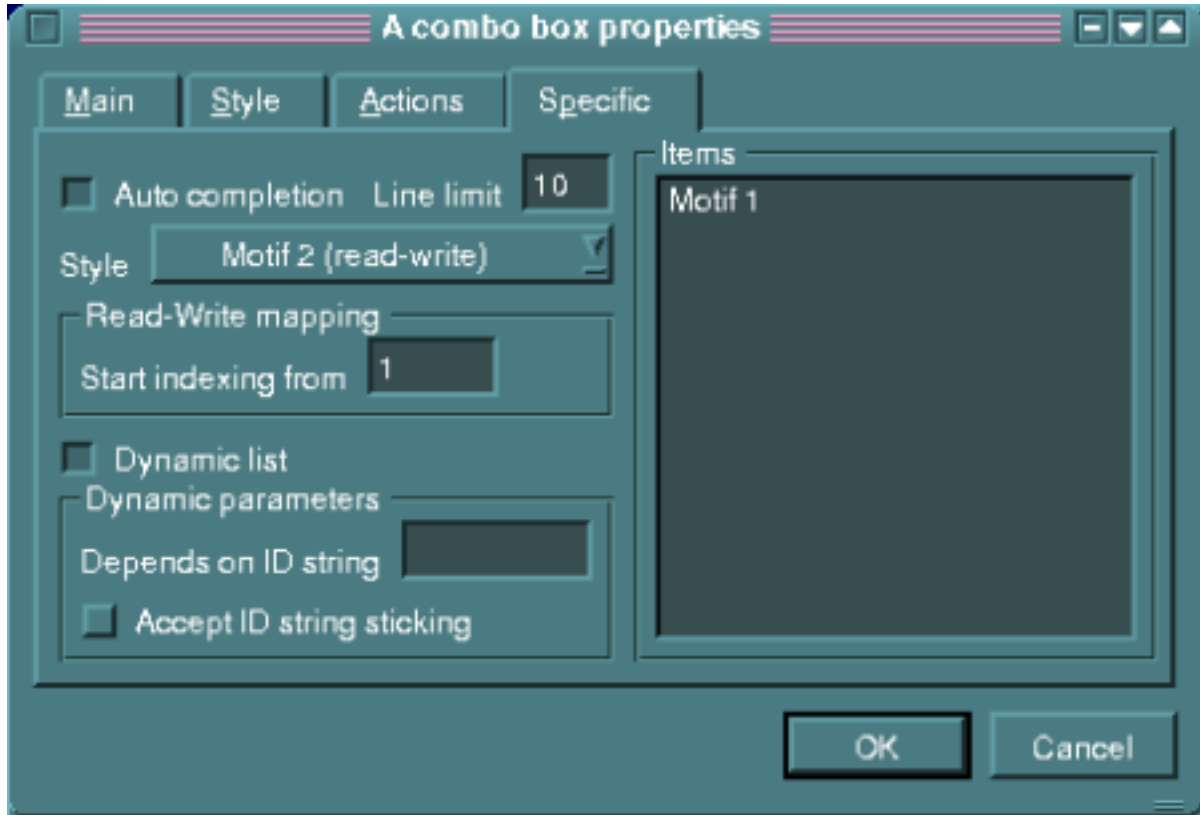 A combo box properties
Main Style Actions Specific
Auto completion Line limit 10
Style Motif 2 (read-write)
Read-Write mapping
Start indexing from 1
Dynamic list
Dynamic parameters
Depends on ID string
Accept ID string sticking
Items
Motif 1
OK Cancel